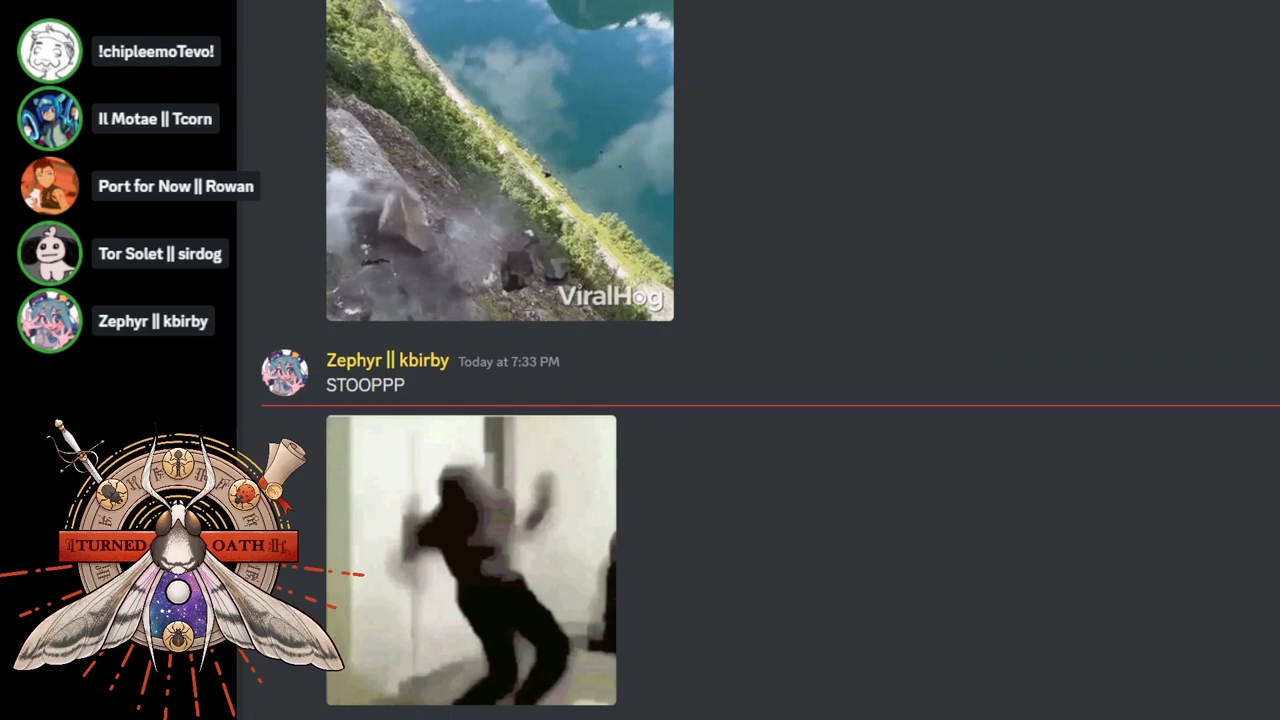 !chipleemoTevo!
Il Motae || Tcorn
Port for Now || Rowan
Tor Solet || sirdog
Zephyr || kbirby
ViralHog
Zephyr || kbirby Today at 7:33 PM
STOOPPP
TURNED OATH